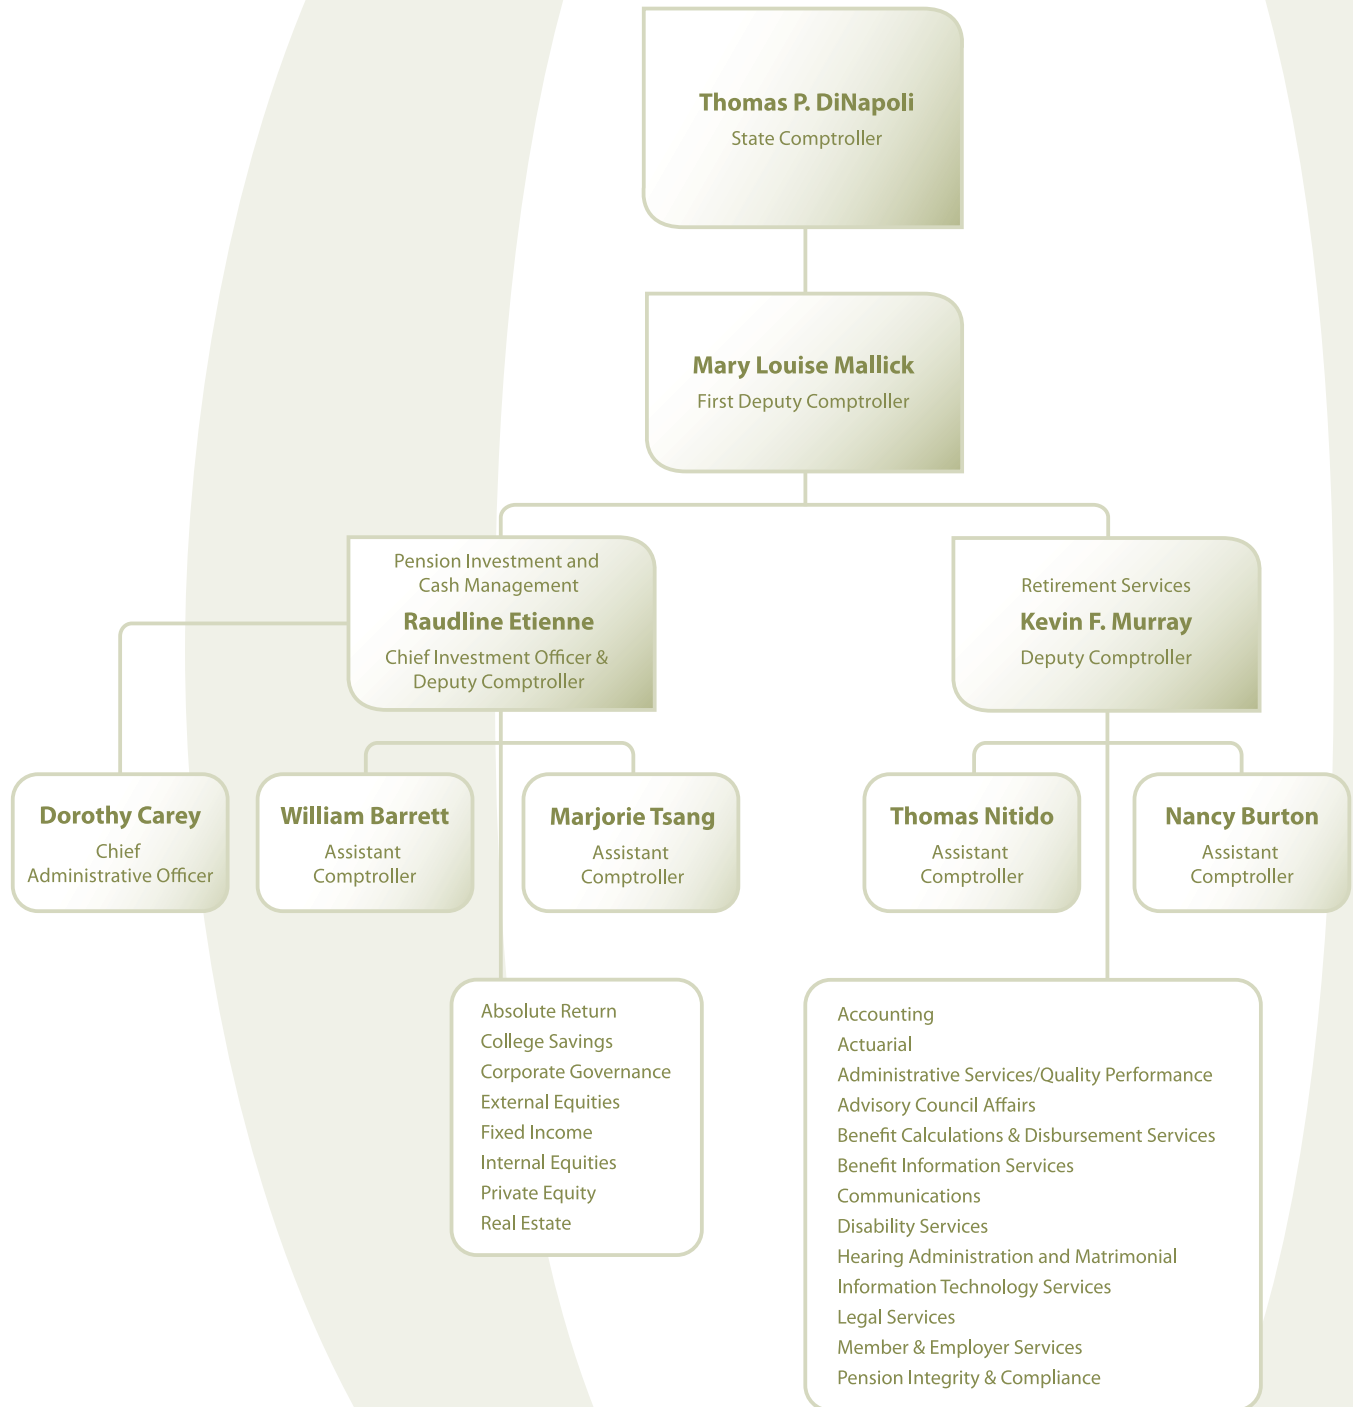 Thomas P. DiNapoli
State Comptroller
Mary Louise Mallick
First Deputy Comptroller
Pension Investment and
Cash Management
Raudline Etienne
Chief Investment Officer &
Deputy Comptroller
Retirement Services
Kevin F. Murray
Deputy Comptroller
Dorothy Carey
Chief
Administrative Officer
William Barrett
Assistant
Comptroller
Marjorie Tsang
Assistant
Comptroller
Thomas Nitido
Assistant
Comptroller
Nancy Burton
Assistant
Comptroller
Absolute Return
College Savings
Corporate Governance
External Equities
Fixed Income
Internal Equities
Private Equity
Real Estate
Accounting
Actuarial
Administrative Services/Quality Performance
Advisory Council Affairs
Benefit Calculations & Disbursement Services
Benefit Information Services
Communications
Disability Services
Hearing Administration and Matrimonial
Information Technology Services
Legal Services
Member & Employer Services
Pension Integrity & Compliance